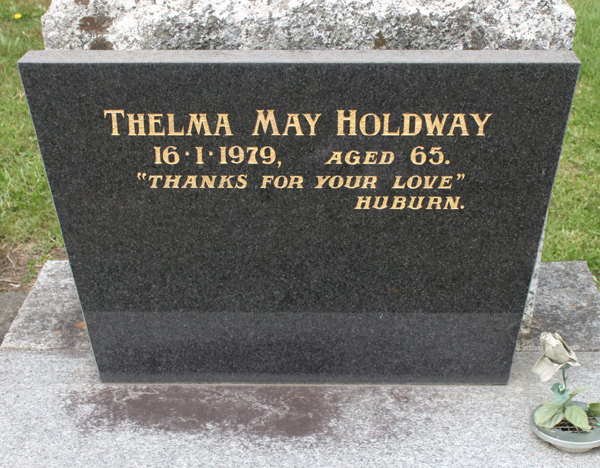 THELMA MAY HOLDWAY
16·1·1979, AGED 65.
"THANKS FOR YOUR LOVE"
HUBURN.